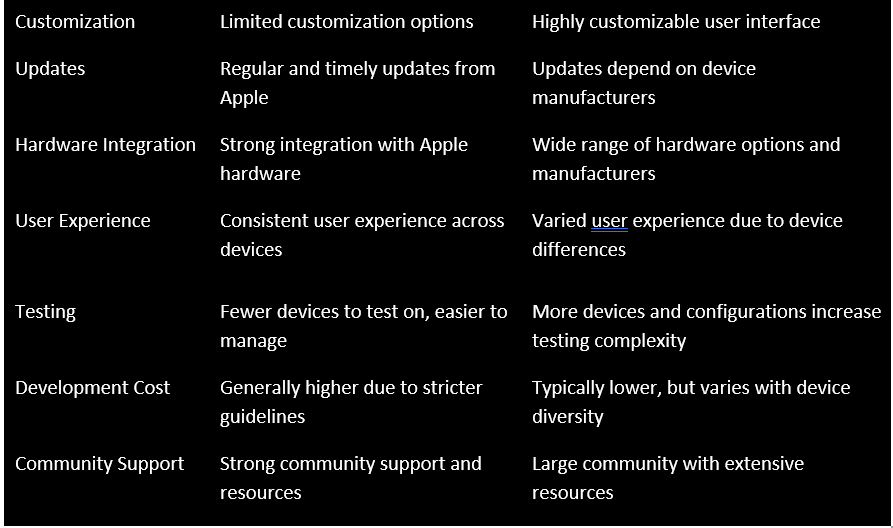 Customization Limited customization options Highly customizable user interface
Updates Regular and timely updates from Updates depend on device
Apple manufacturers
Hardware Integration Strong integration with Apple Wide range of hardware options and
hardware manufacturers
User Experience Consistent user experience across Varied user experience due to device
devices differences
Testing Fewer devices to test on, easier to More devices and configurations increase
manage testing complexity
Development Cost Generally higher due to stricter Typically lower, but varies with device
guidelines diversity
Community Support Strong community support and Large community with extensive
resources resources